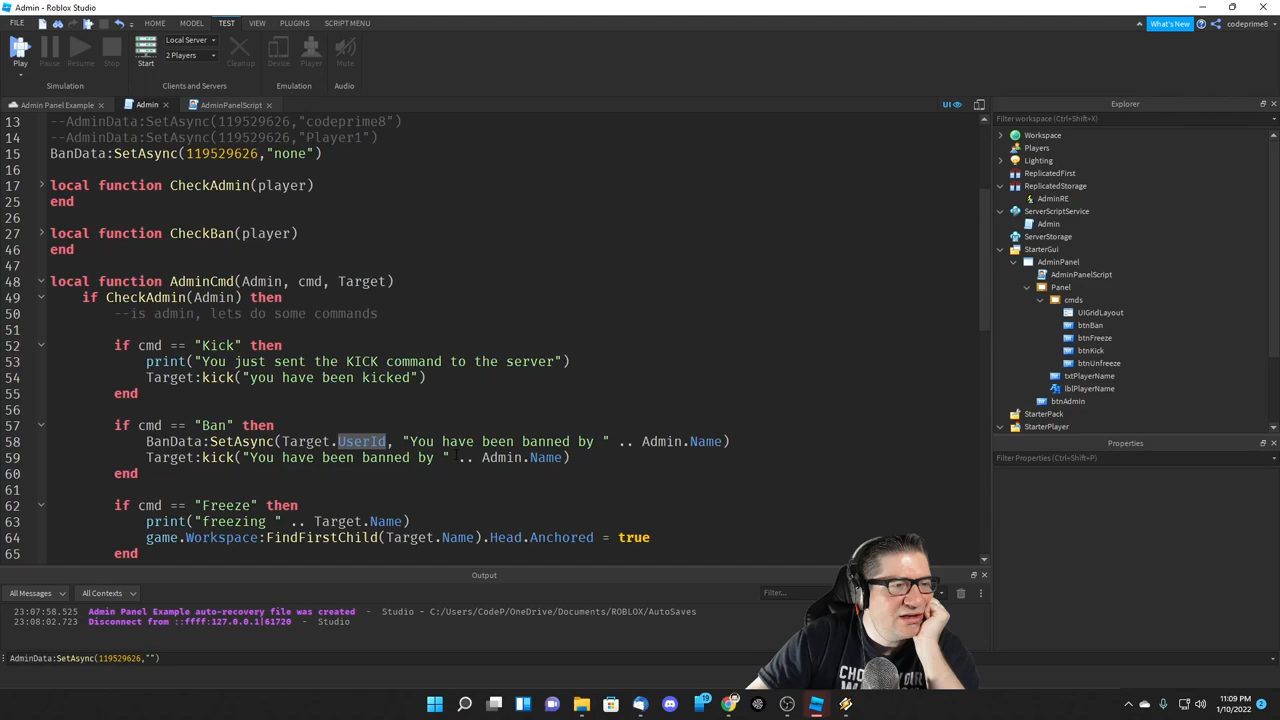 Admin - Roblox Studio
FILE HOME MODEL TEST VIEW PLUGINS SCRIPT MENU What's New codeprime8
Local Server
2 Players
Play Pause Resume Stop Start Cleanup Device Player Mute
Simulation Clients and Servers Emulation Audio
Admin Panel Example Admin AdminPanelScript UI Explorer
Filter workspace (Ctrl+Shift+X)
13 --AdminData:SetAsync(119529626,"codeprime8")
14 --AdminData:SetAsync(119529626,"Player1")
15 BanData:SetAsync(119529626,"none")
16
17 local function CheckAdmin(player)
25 end
26
27 local function CheckBan(player)
46 end
47
48 local function AdminCmd(Admin, cmd, Target)
49 if CheckAdmin(Admin) then
50 --is admin, lets do some commands
51
52 if cmd == "Kick" then
53 print("You just sent the KICK command to the server")
54 Target:kick("you have been kicked")
55 end
56
57 if cmd == "Ban" then
58 BanData:SetAsync(Target.UserId, "You have been banned by " .. Admin.Name)
59 Target:kick("You have been banned by " .. Admin.Name)
60 end
61
62 if cmd == "Freeze" then
63 print("freezing " .. Target.Name)
64 game.Workspace:FindFirstChild(Target.Name).Head.Anchored = true
65 end
Workspace
Players
Lighting
ReplicatedFirst
ReplicatedStorage
AdminRE
ServerScriptService
Admin
ServerStorage
StarterGui
AdminPanel
AdminPanelScript
Panel
cmds
UIGridLayout
btnBan
btnFreeze
btnKick
btnUnfreeze
txtPlayerName
lblPlayerName
btnAdmin
StarterPack
StarterPlayer
Properties
Filter Properties (Ctrl+Shift+P)
Output
All Messages All Contexts Filter...
23:07:58.525 Admin Panel Example auto-recovery file was created - Studio - C:/Users/CodeP/OneDrive/Documents/ROBLOX/AutoSaves
23:08:02.723 Disconnect from ::ffff:127.0.0.1|61720 - Studio
AdminData:SetAsync(119529626,"")
19
11:09 PM
1/10/2022